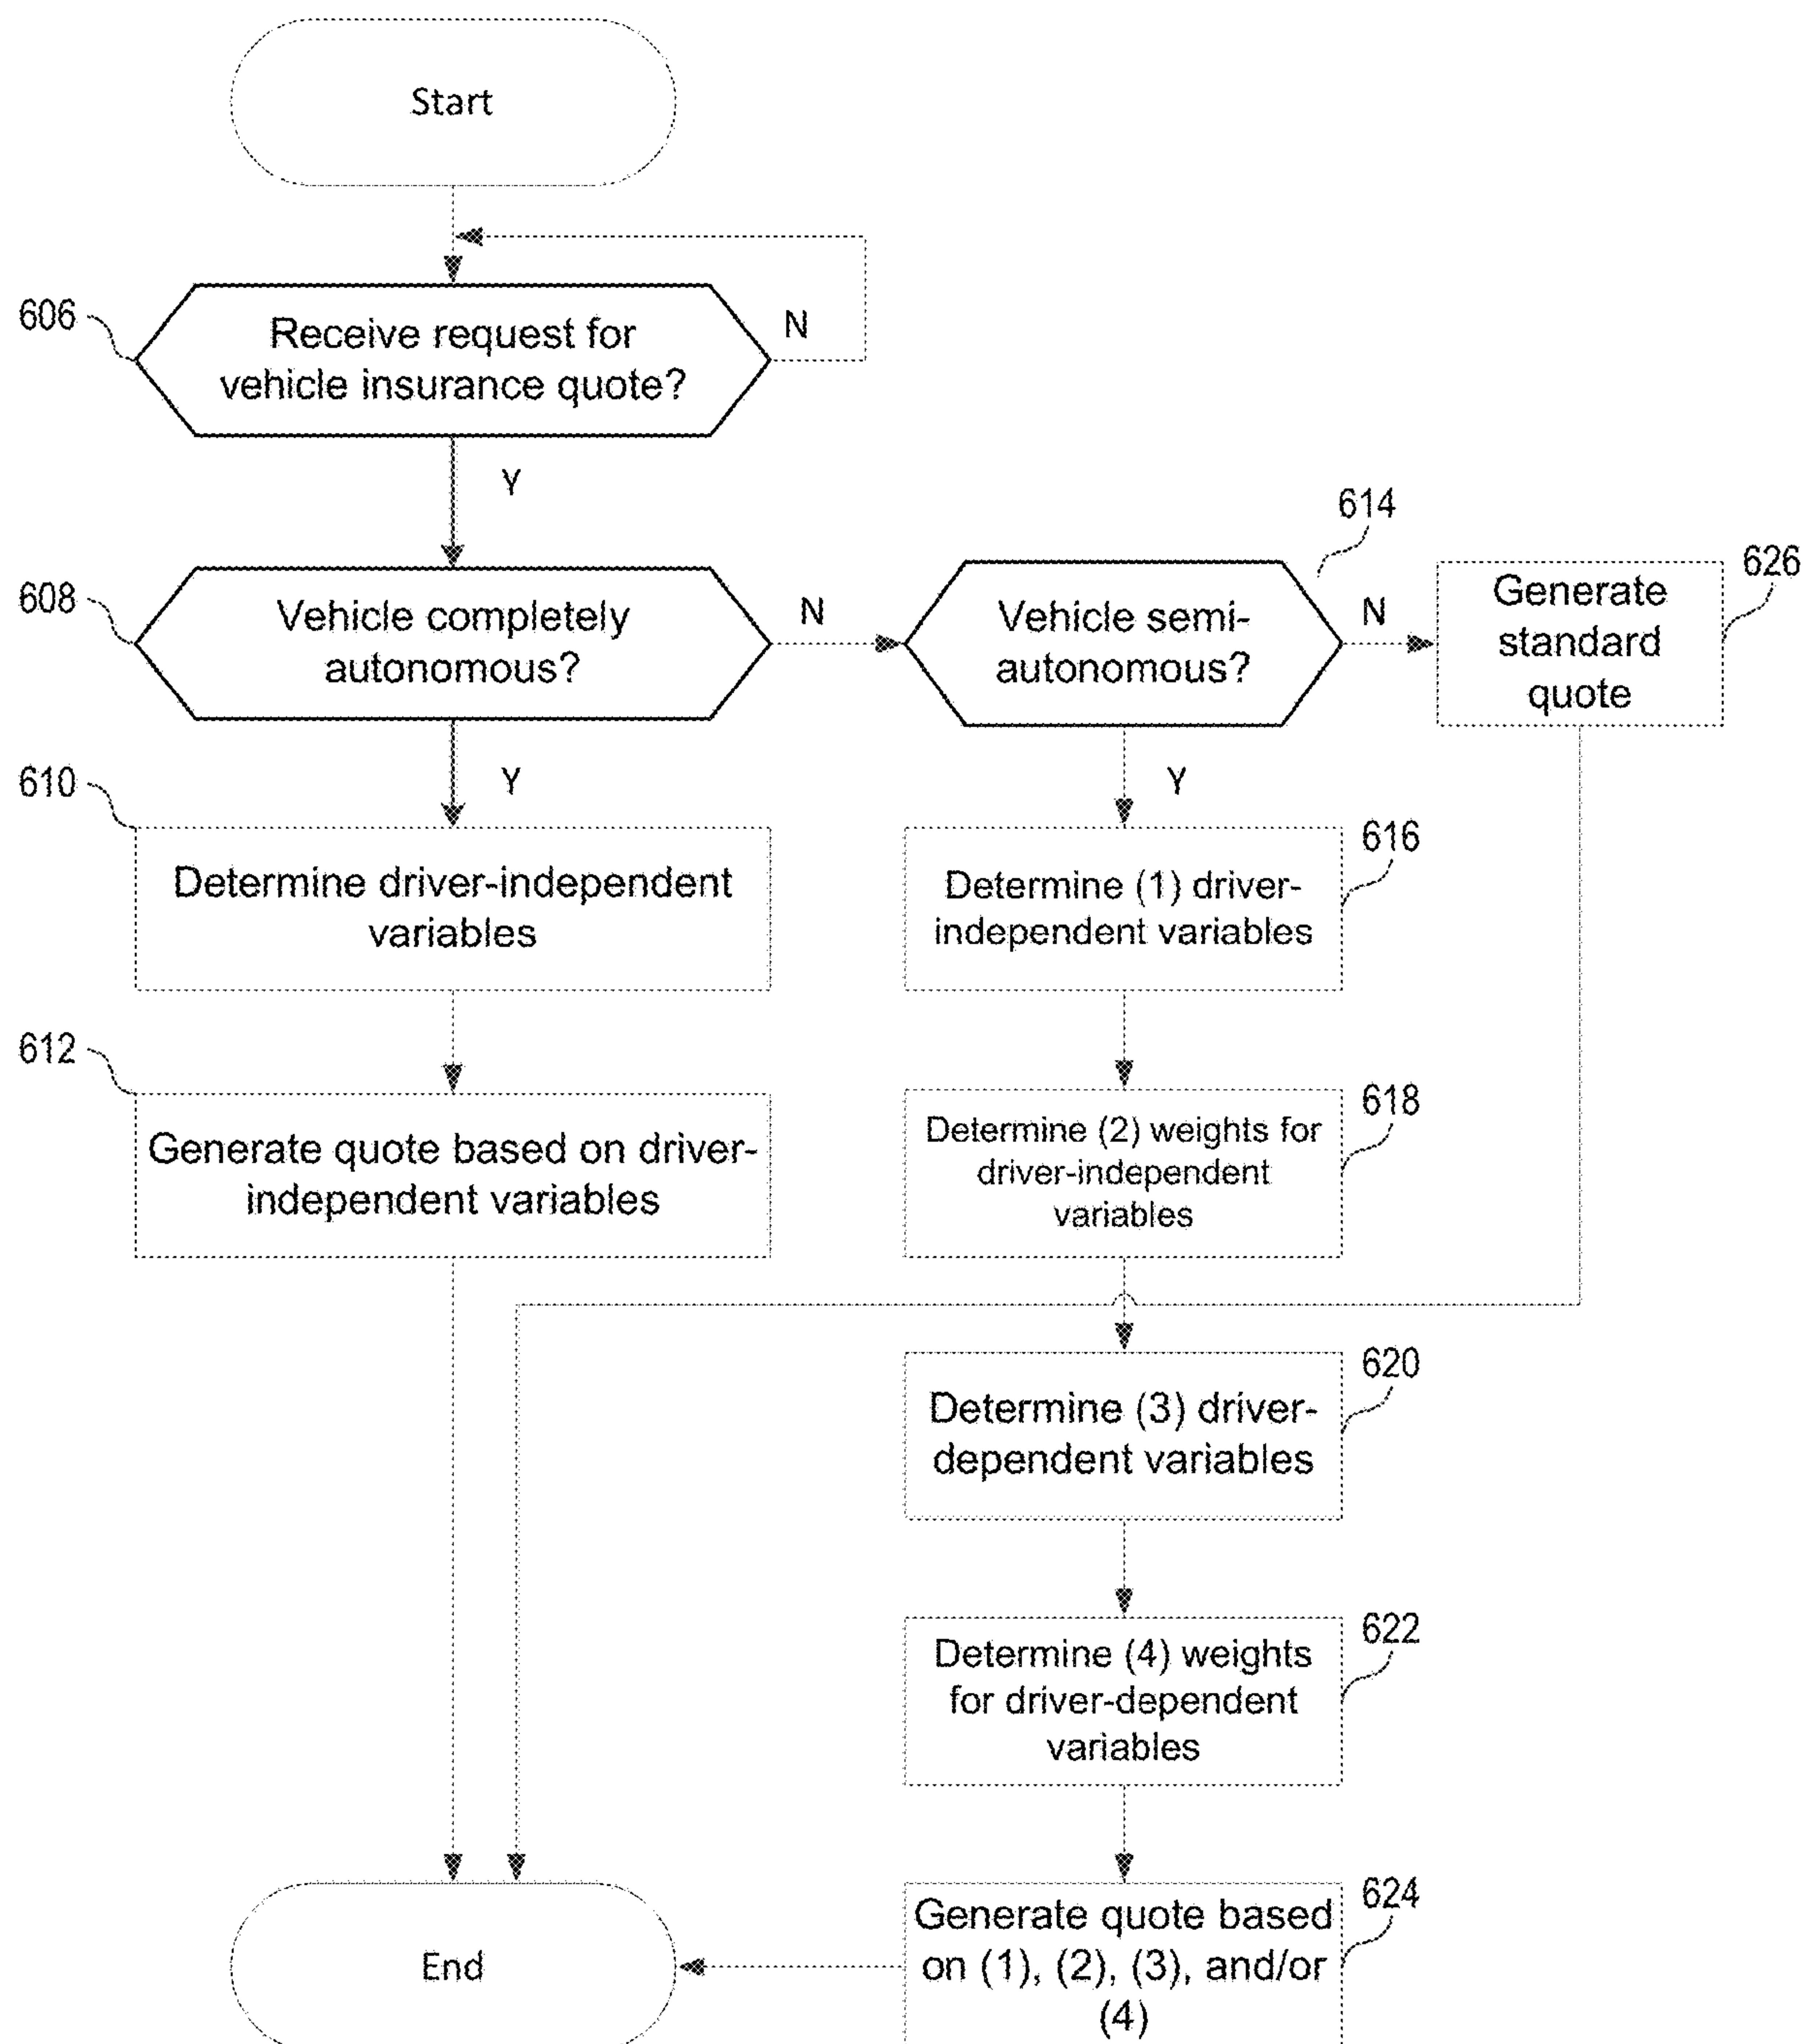 Start
606
Receive request for
vehicle insurance quote?
N
Y
614
626
608
Vehicle completely
autonomous?
N
Vehicle semi-
autonomous?
N
Generate
standard
quote
610
Y
Y
616
Determine driver-independent
variables
Determine (1) driver-
independent variables
612
618
Generate quote based on driver-
independent variables
Determine (2) weights for
driver-independent
variables
620
Determine (3) driver-
dependent variables
622
Determine (4) weights
for driver-dependent
variables
624
End
Generate quote based
on (1), (2), (3), and/or
(4)